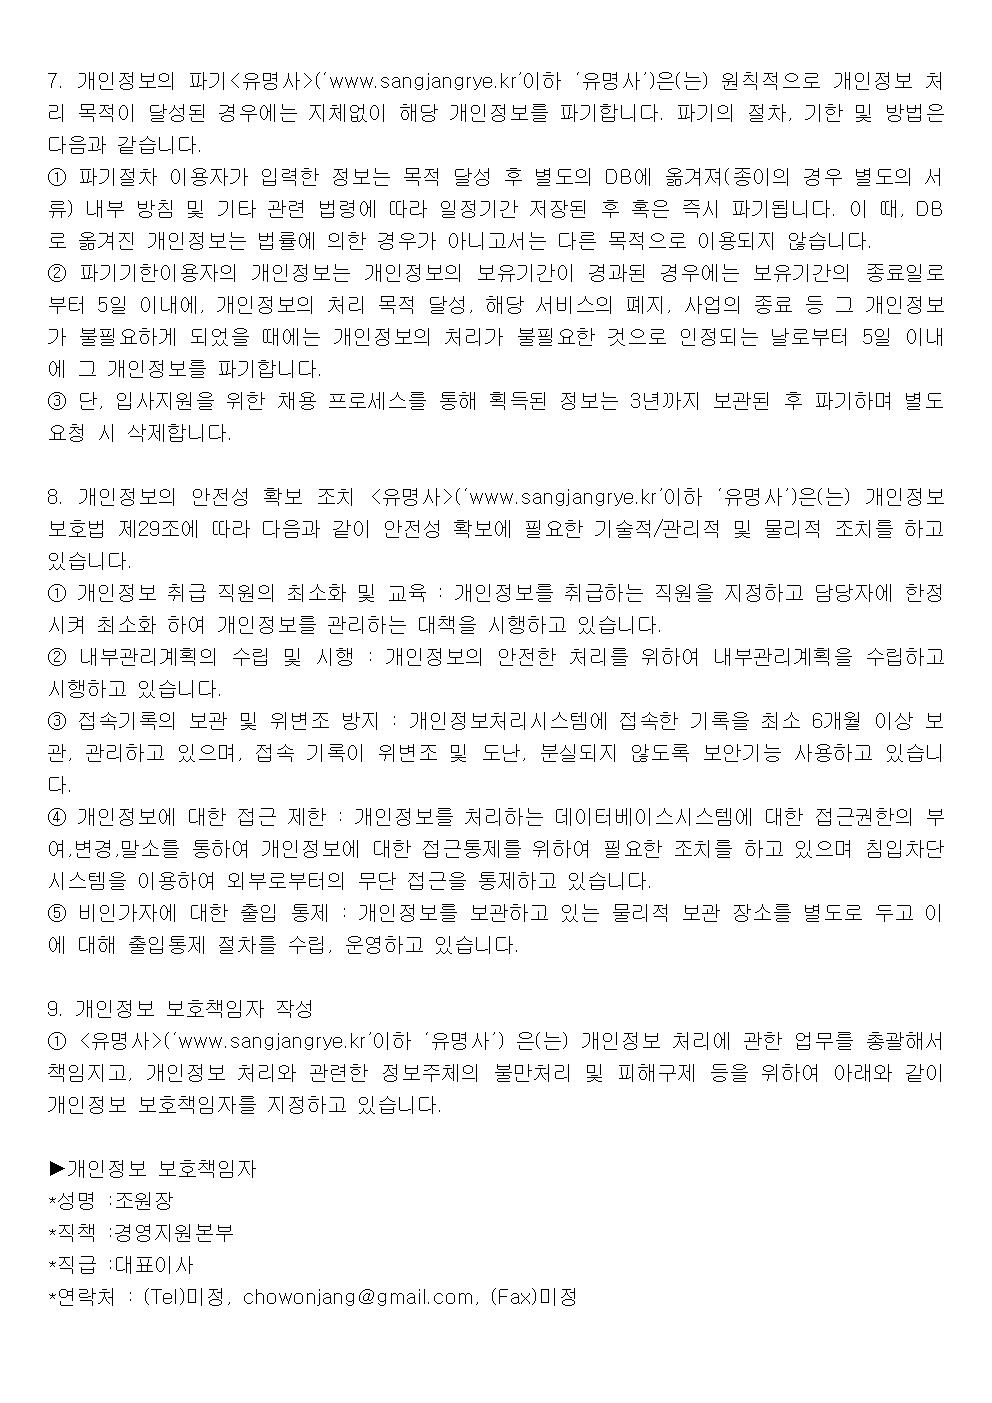 7. 개인정보의 파기<유명사>(‘www.sangjangrye.kr’이하 ‘유명사’)은(는) 원칙적으로 개인정보 처
리 목적이 달성된 경우에는 지체없이 해당 개인정보를 파기합니다. 파기의 절차, 기한 및 방법은
다음과 같습니다.
① 파기절차 이용자가 입력한 정보는 목적 달성 후 별도의 DB에 옮겨져(종이의 경우 별도의 서
류) 내부 방침 및 기타 관련 법령에 따라 일정기간 저장된 후 혹은 즉시 파기됩니다. 이 때, DB
로 옮겨진 개인정보는 법률에 의한 경우가 아니고서는 다른 목적으로 이용되지 않습니다.
② 파기기한이용자의 개인정보는 개인정보의 보유기간이 경과된 경우에는 보유기간의 종료일로
부터 5일 이내에, 개인정보의 처리 목적 달성, 해당 서비스의 폐지, 사업의 종료 등 그 개인정보
가 불필요하게 되었을 때에는 개인정보의 처리가 불필요한 것으로 인정되는 날로부터 5일 이내
에 그 개인정보를 파기합니다.
③ 단, 입사지원을 위한 채용 프로세스를 통해 획득된 정보는 3년까지 보관된 후 파기하며 별도
요청 시 삭제합니다.
8. 개인정보의 안전성 확보 조치 <유명사>(‘www.sangjangrye.kr’이하 ‘유명사’)은(는) 개인정보
보호법 제29조에 따라 다음과 같이 안전성 확보에 필요한 기술적/관리적 및 물리적 조치를 하고
있습니다.
① 개인정보 취급 직원의 최소화 및 교육 : 개인정보를 취급하는 직원을 지정하고 담당자에 한정
시켜 최소화 하여 개인정보를 관리하는 대책을 시행하고 있습니다.
② 내부관리계획의 수립 및 시행 : 개인정보의 안전한 처리를 위하여 내부관리계획을 수립하고
시행하고 있습니다.
③ 접속기록의 보관 및 위변조 방지 : 개인정보처리시스템에 접속한 기록을 최소 6개월 이상 보
관, 관리하고 있으며, 접속 기록이 위변조 및 도난, 분실되지 않도록 보안기능 사용하고 있습니
다.
④ 개인정보에 대한 접근 제한 : 개인정보를 처리하는 데이터베이스시스템에 대한 접근권한의 부
여,변경,말소를 통하여 개인정보에 대한 접근통제를 위하여 필요한 조치를 하고 있으며 침입차단
시스템을 이용하여 외부로부터의 무단 접근을 통제하고 있습니다.
⑤ 비인가자에 대한 출입 통제 : 개인정보를 보관하고 있는 물리적 보관 장소를 별도로 두고 이
에 대해 출입통제 절차를 수립, 운영하고 있습니다.
9. 개인정보 보호책임자 작성
① <유명사>(‘www.sangjangrye.kr’이하 ‘유명사’) 은(는) 개인정보 처리에 관한 업무를 총괄해서
책임지고, 개인정보 처리와 관련한 정보주체의 불만처리 및 피해구제 등을 위하여 아래와 같이
개인정보 보호책임자를 지정하고 있습니다.
▶개인정보 보호책임자
*성명 :조원장
*직책 :경영지원본부
*직급 :대표이사
*연락처 : (Tel)미정, chowonjang@gmail.com, (Fax)미정